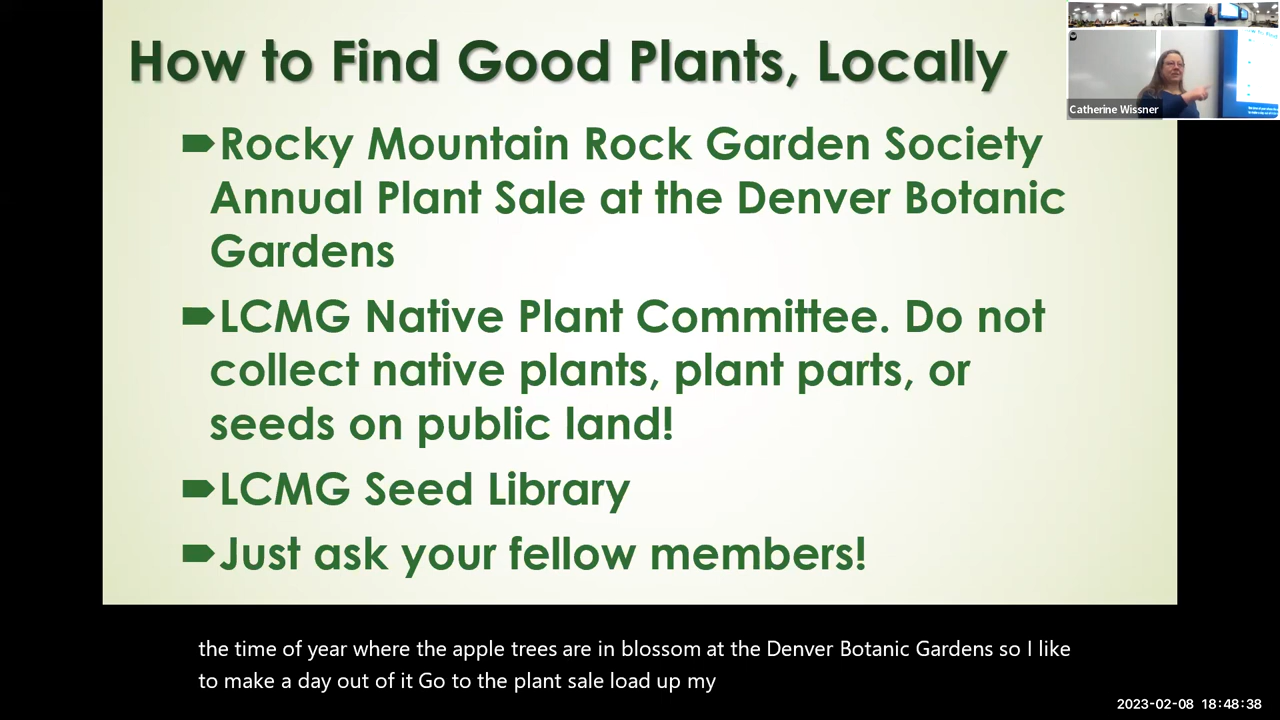 How to Find Good Plants, Locally
Catherine Wissner
Rocky Mountain Rock Garden Society
Annual Plant Sale at the Denver Botanic
Gardens
LCMG Native Plant Committee. Do not
collect native plants, plant parts, or
seeds on public land!
LCMG Seed Library
Just ask your fellow members!
the time of year where the apple trees are in blossom at the Denver Botanic Gardens so I like
to make a day out of it Go to the plant sale load up my
2023-02-08 18:48:38